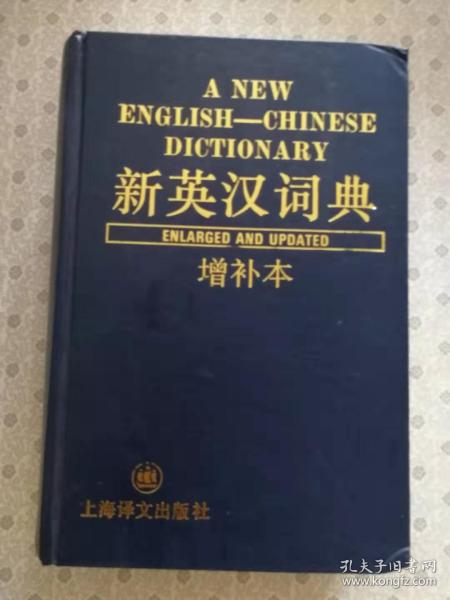 A NEW
ENGLISH—CHINESE
DICTIONARY
新英汉词典
ENLARGED AND UPDATED
增补本
上海译文出版社
孔夫子旧书网
www.kongfz.com